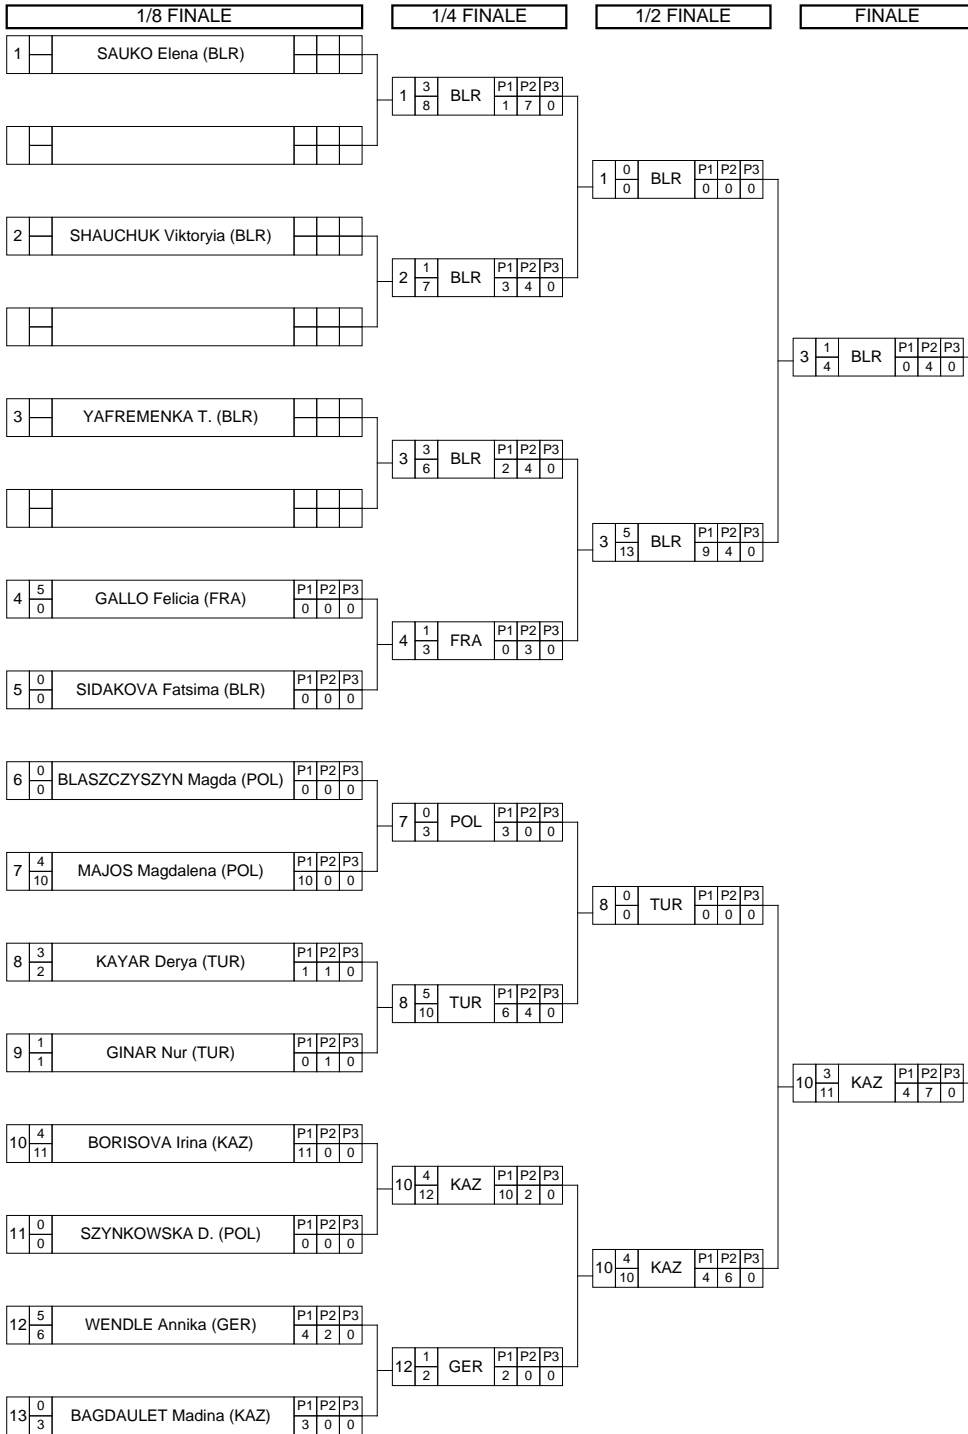 1/8 FINALE 1/4 FINALE 1/2 FINALE FINALE
1 SAUKO Elena (BLR)
1 3 8 BLR P1 P2 P3 1 7 0
1 0 0 BLR P1 P2 P3 0 0 0
2 SHAUCHUK Viktoryia (BLR)
2 1 7 BLR P1 P2 P3 3 4 0
3 1 4 BLR P1 P2 P3 0 4 0
3 YAFREMENKA T. (BLR)
3 3 6 BLR P1 P2 P3 2 4 0
3 5 13 BLR P1 P2 P3 9 4 0
4 5 0 GALLO Felicia (FRA) P1 P2 P3 0 0 0
4 1 3 FRA P1 P2 P3 0 3 0
5 0 0 SIDAKOVA Fatsima (BLR) P1 P2 P3 0 0 0
6 0 0 BLASZCZYSZYN Magda (POL) P1 P2 P3 0 0 0
7 0 3 POL P1 P2 P3 3 0 0
7 4 10 MAJOS Magdalena (POL) P1 P2 P3 10 0 0
8 0 0 TUR P1 P2 P3 0 0 0
8 3 2 KAYAR Derya (TUR) P1 P2 P3 1 1 0
8 5 10 TUR P1 P2 P3 6 4 0
9 1 1 GINAR Nur (TUR) P1 P2 P3 0 1 0
10 3 11 KAZ P1 P2 P3 4 7 0
10 4 11 BORISOVA Irina (KAZ) P1 P2 P3 11 0 0
10 4 12 KAZ P1 P2 P3 10 2 0
11 0 0 SZYNKOWSKA D. (POL) P1 P2 P3 0 0 0
10 4 10 KAZ P1 P2 P3 4 6 0
12 5 6 WENDLE Annika (GER) P1 P2 P3 4 2 0
12 1 2 GER P1 P2 P3 2 0 0
13 0 3 BAGDAULET Madina (KAZ) P1 P2 P3 3 0 0